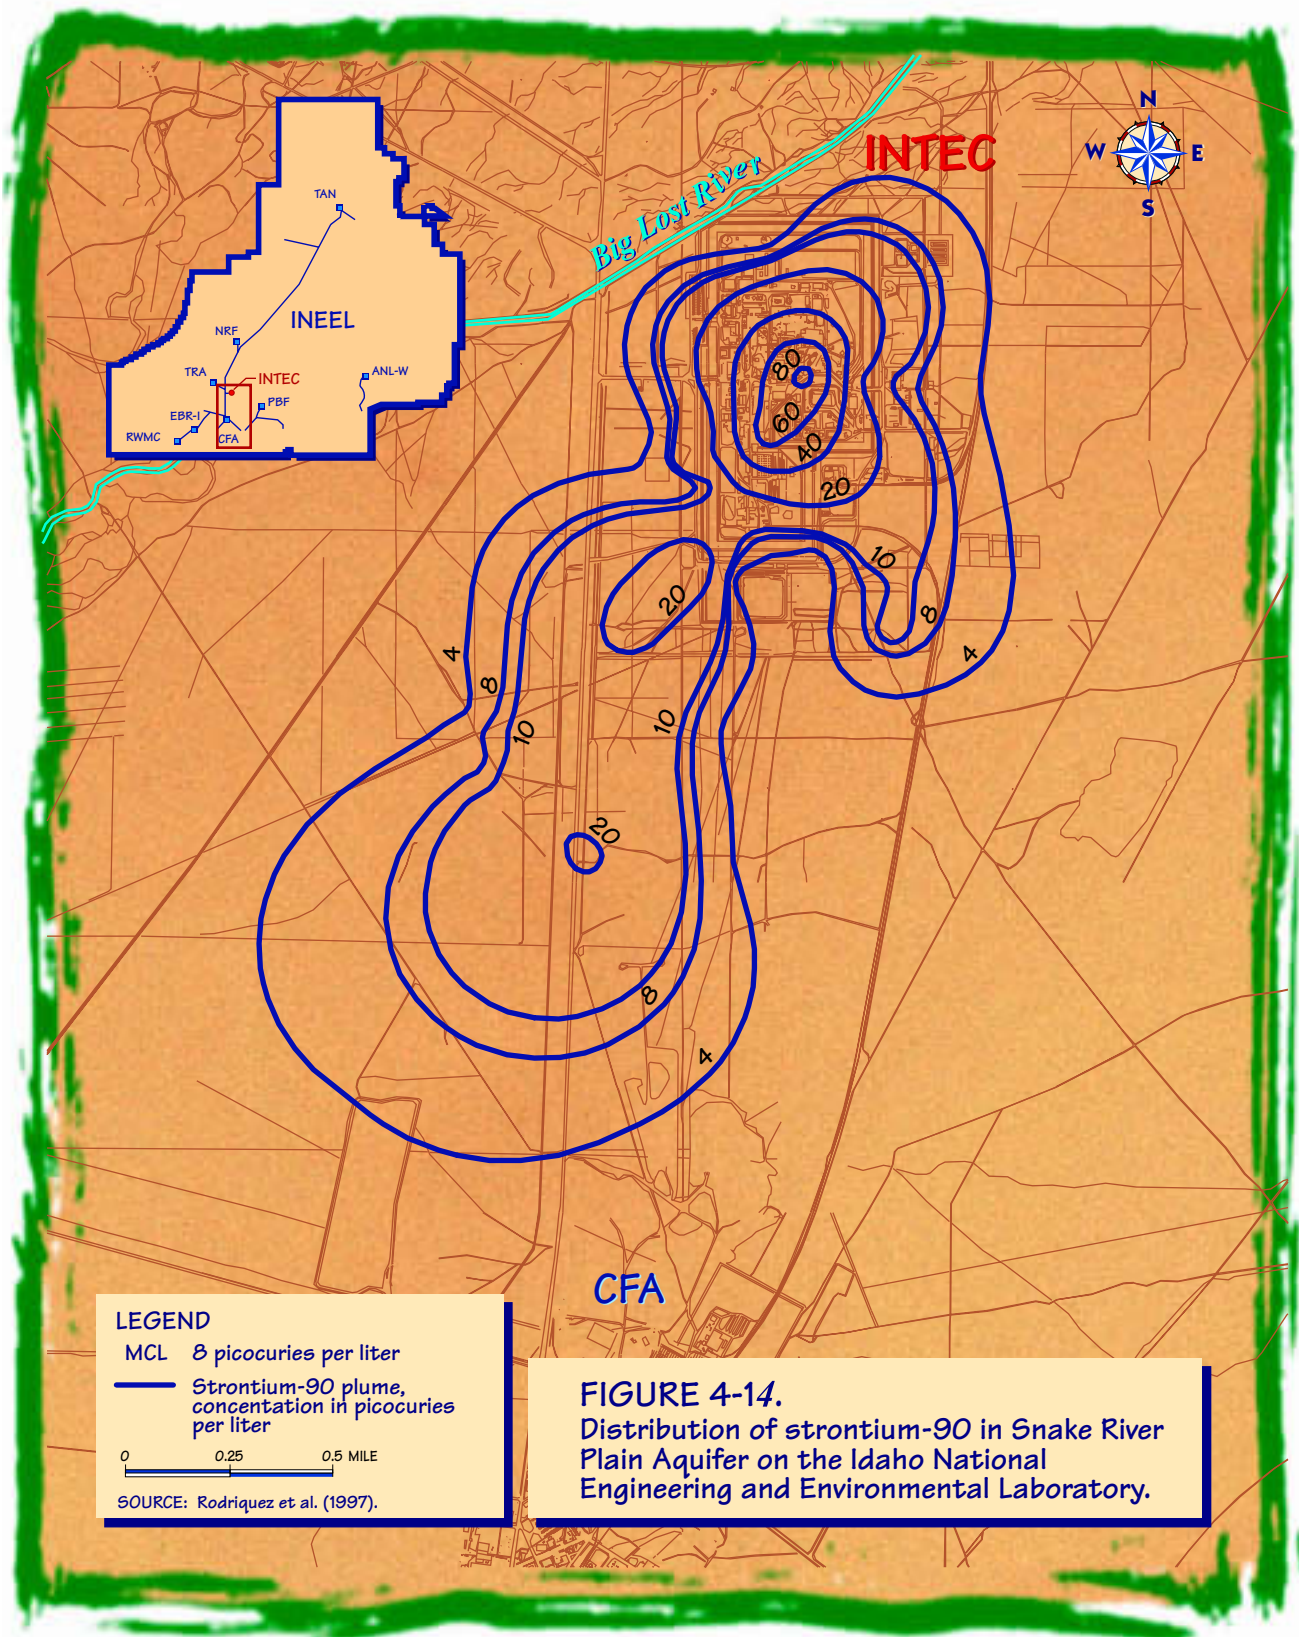 N
W E
S
INTEC
Big Lost River
TAN
INEEL
NRF
TRA
INTEC
ANL-W
PBF
EBR-I
RWMC
CFA
80
60
40
20
10
20
8
4
4
8
10
10
20
8
4
CFA
LEGEND
MCL 8 picocuries per liter
Strontium-90 plume,
concentation in picocuries
per liter
0 0.25 0.5 MILE
SOURCE: Rodriquez et al. (1997).
FIGURE 4-14.
Distribution of strontium-90 in Snake River
Plain Aquifer on the Idaho National
Engineering and Environmental Laboratory.